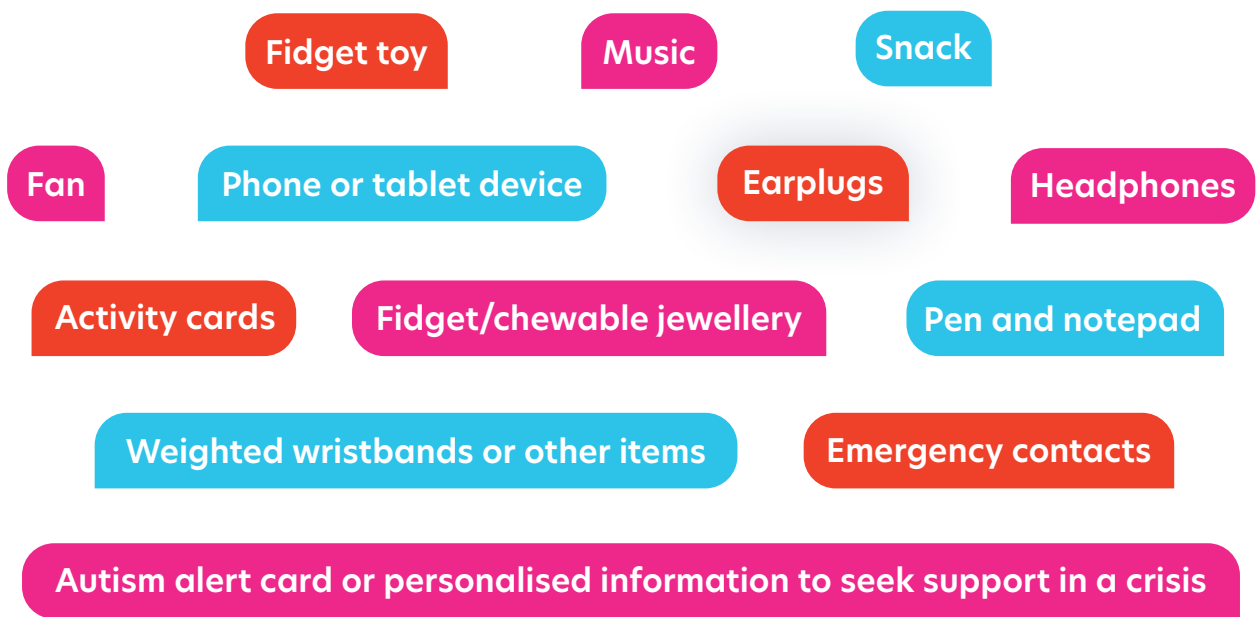 Fidget toy
Music
Snack
Fan
Phone or tablet device
Earplugs
Headphones
Activity cards
Fidget/chewable jewellery
Pen and notepad
Weighted wristbands or other items
Emergency contacts
Autism alert card or personalised information to seek support in a crisis